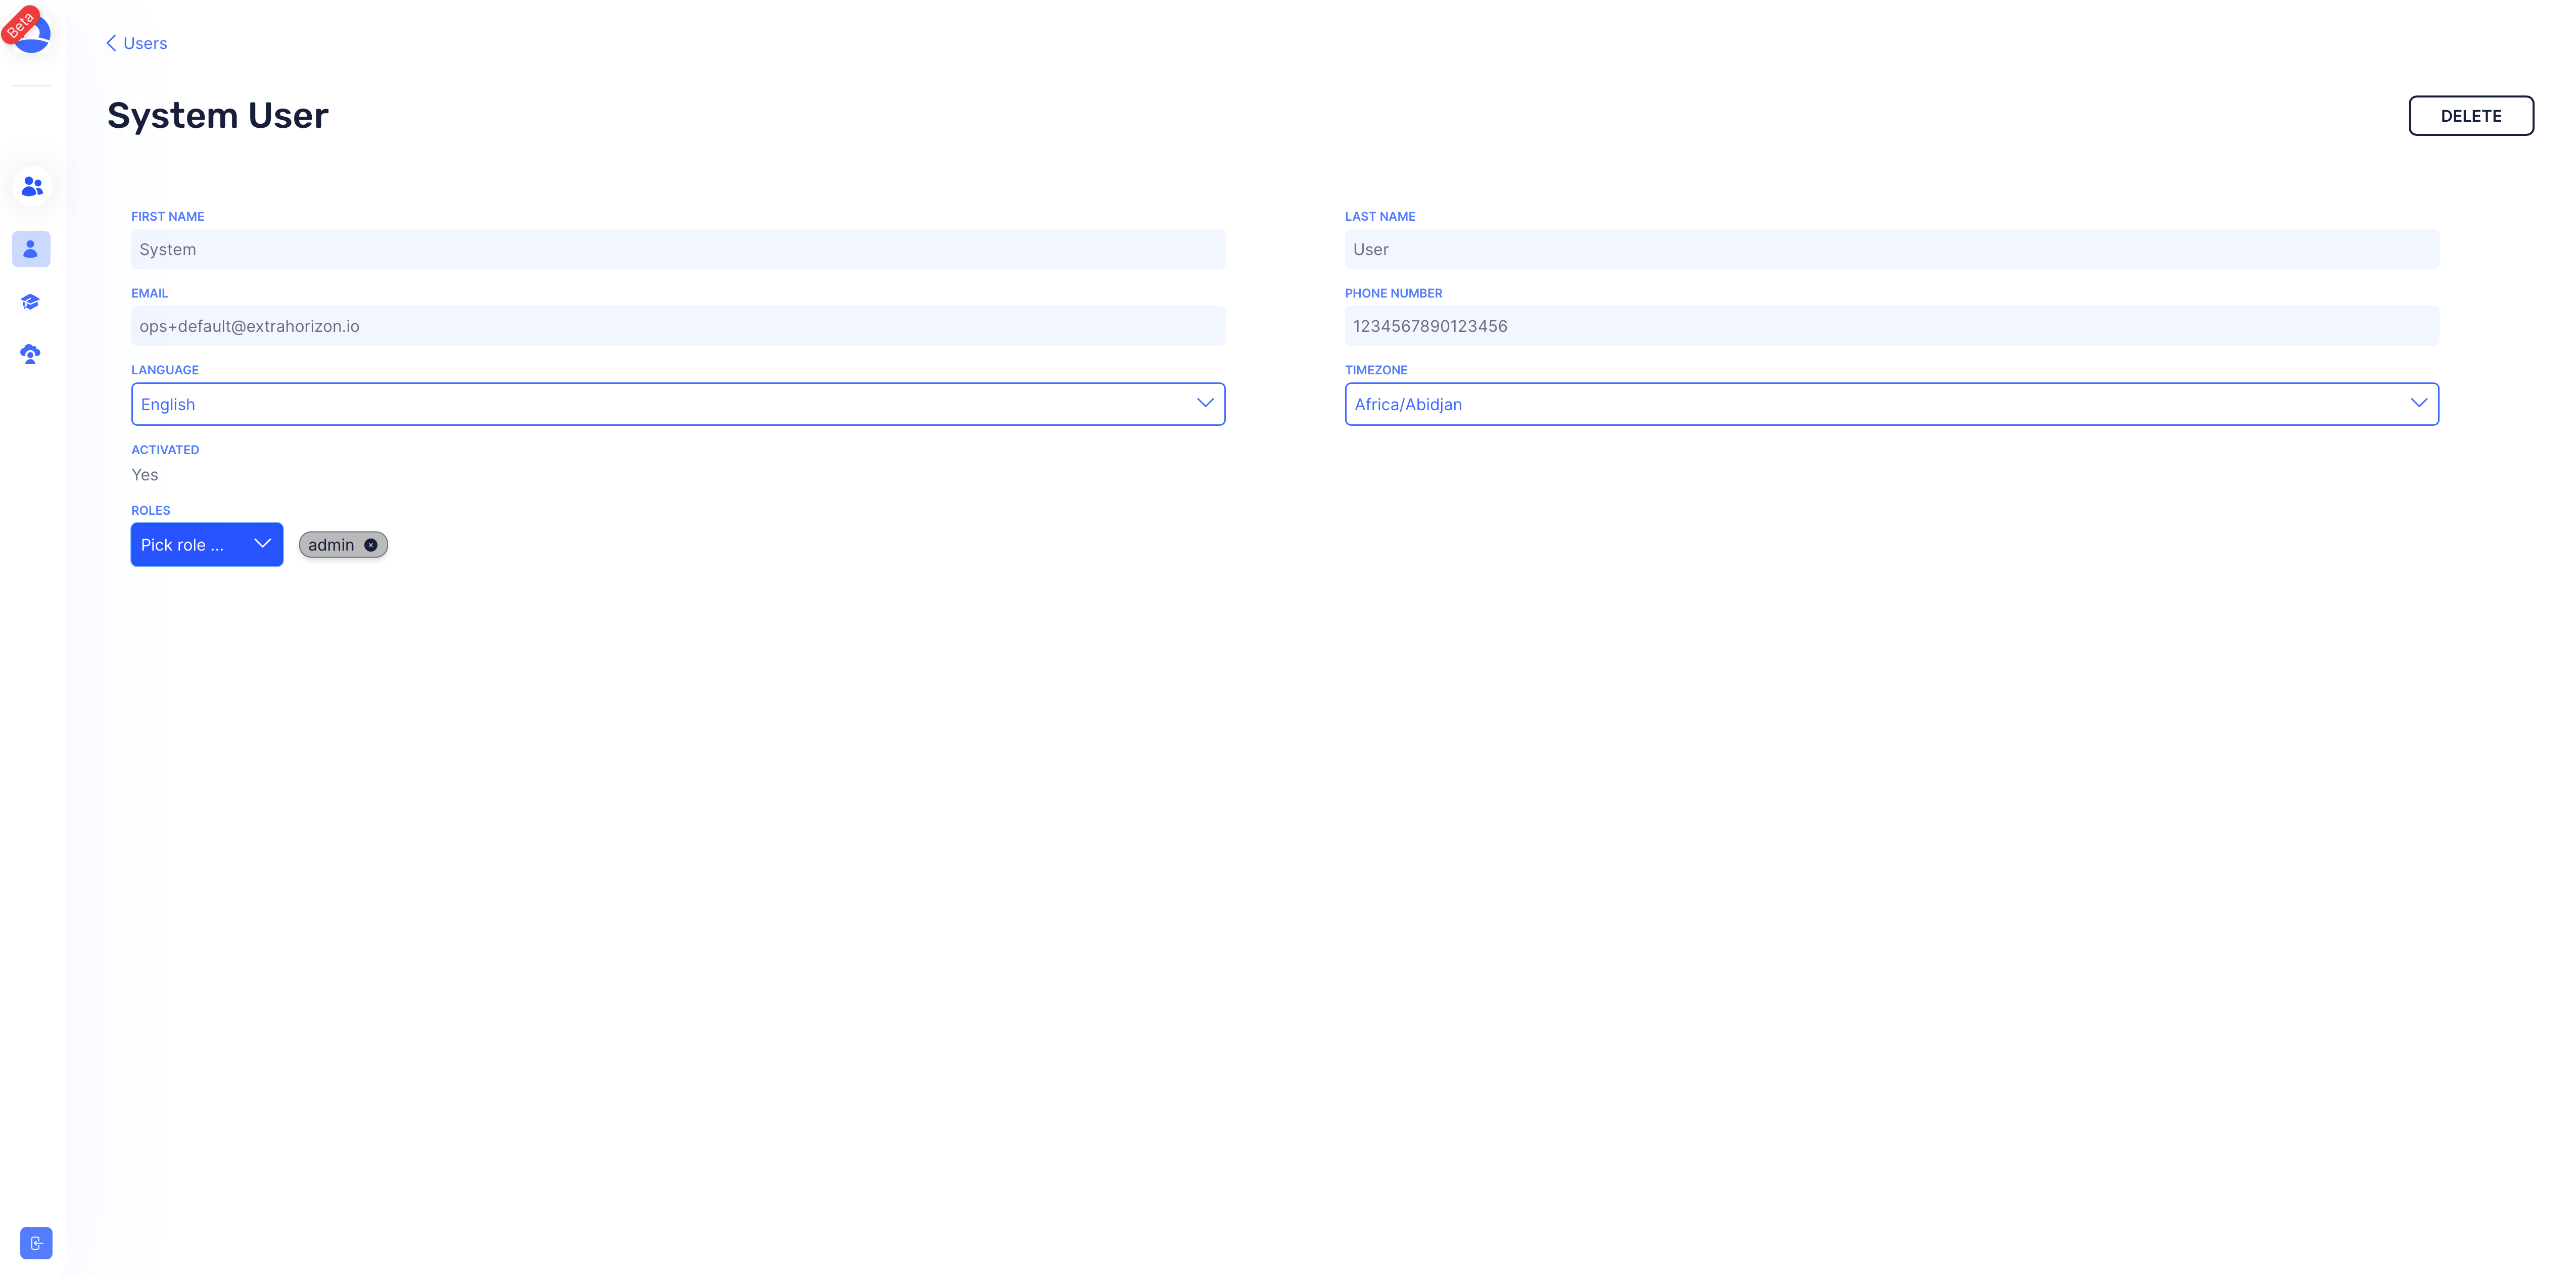 Beta
Users
System User
DELETE
FIRST NAME
System
LAST NAME
User
EMAIL
ops+default@extrahorizon.io
PHONE NUMBER
1234567890123456
LANGUAGE
English
TIMEZONE
Africa/Abidjan
ACTIVATED
Yes
ROLES
Pick role ...
admin